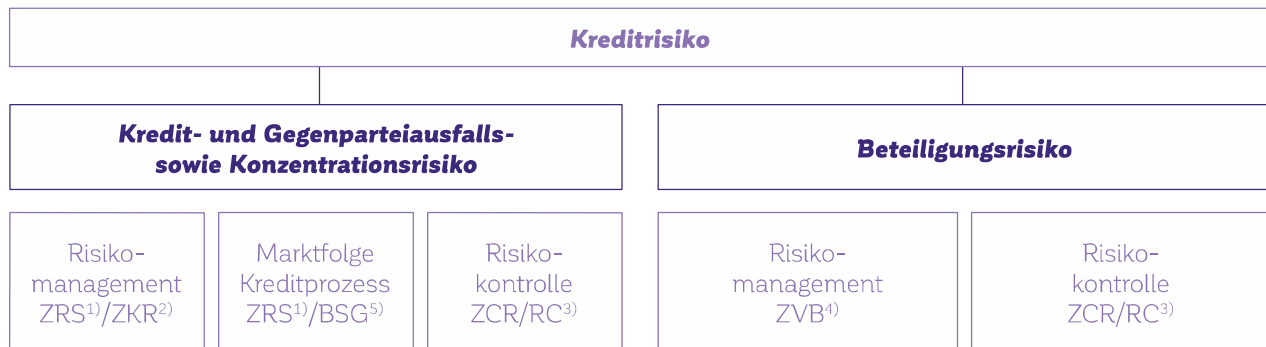 Kreditrisiko
Kredit- und Gegenparteiausfalls-
sowie Konzentrationsrisiko
Beteiligungsrisiko
Risiko-
management
ZRS¹⁾/ZKR²⁾
Marktfolge
Kreditprozess
ZRS¹⁾/BSG⁵⁾
Risiko-
kontrolle
ZCR/RC³⁾
Risiko-
management
ZVB⁴⁾
Risiko-
kontrolle
ZCR/RC³⁾